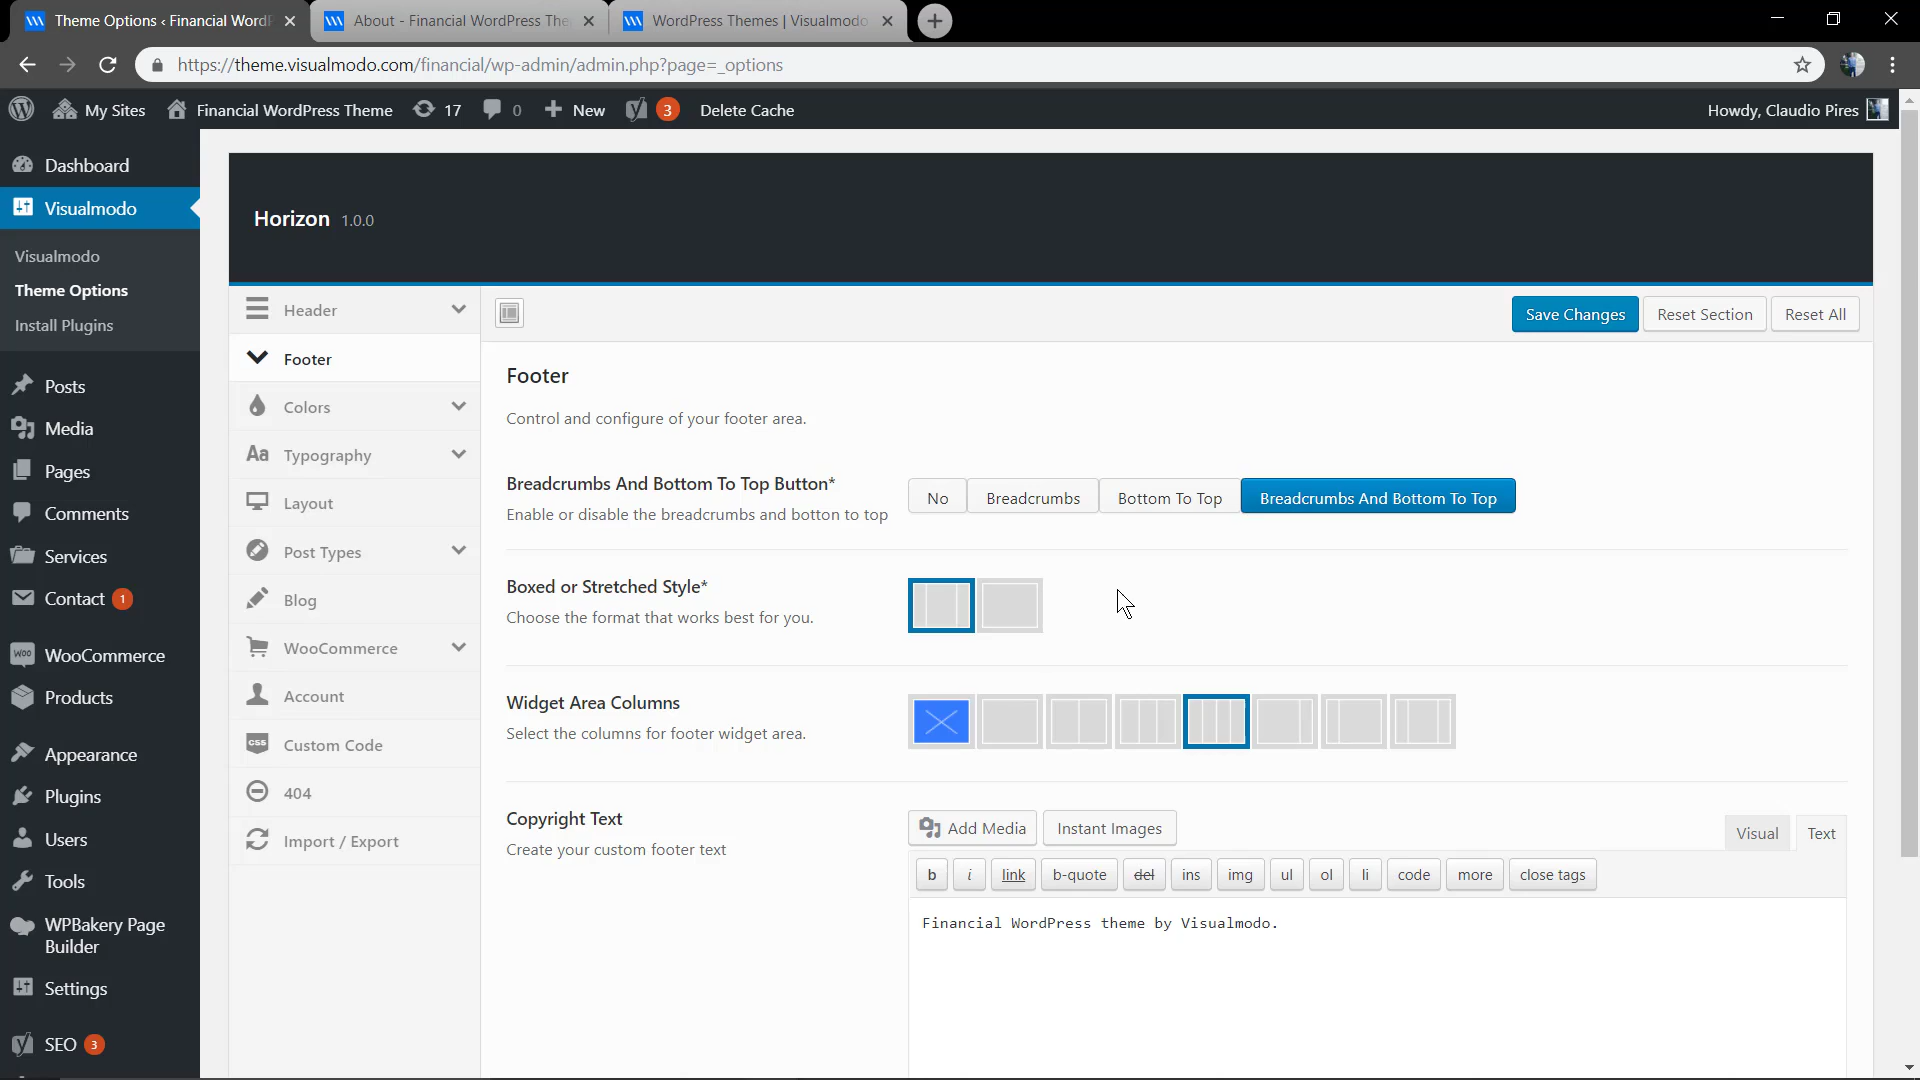 Theme Options ‹ Financial WordP
About - Financial WordPress The
WordPress Themes | Visualmodo
https://theme.visualmodo.com/financial/wp-admin/admin.php?page=_options
My Sites
Financial WordPress Theme
17
0
New
3
Delete Cache
Howdy, Claudio Pires
Dashboard
Visualmodo
Visualmodo
Theme Options
Install Plugins
Posts
Media
Pages
Comments
Services
Contact 1
WooCommerce
Products
Appearance
Plugins
Users
Tools
WPBakery Page
Builder
Settings
SEO 3
Horizon 1.0.0
Header
Footer
Colors
Aa Typography
Layout
Post Types
Blog
WooCommerce
Account
CSS Custom Code
404
Import / Export
Save Changes
Reset Section
Reset All
Footer
Control and configure of your footer area.
Breadcrumbs And Bottom To Top Button*
Enable or disable the breadcrumbs and botton to top
No
Breadcrumbs
Bottom To Top
Breadcrumbs And Bottom To Top
Boxed or Stretched Style*
Choose the format that works best for you.
Widget Area Columns
Select the columns for footer widget area.
Copyright Text
Create your custom footer text
Add Media
Instant Images
Visual
Text
b
i
link
b-quote
del
ins
img
ul
ol
li
code
more
close tags
Financial WordPress theme by Visualmodo.